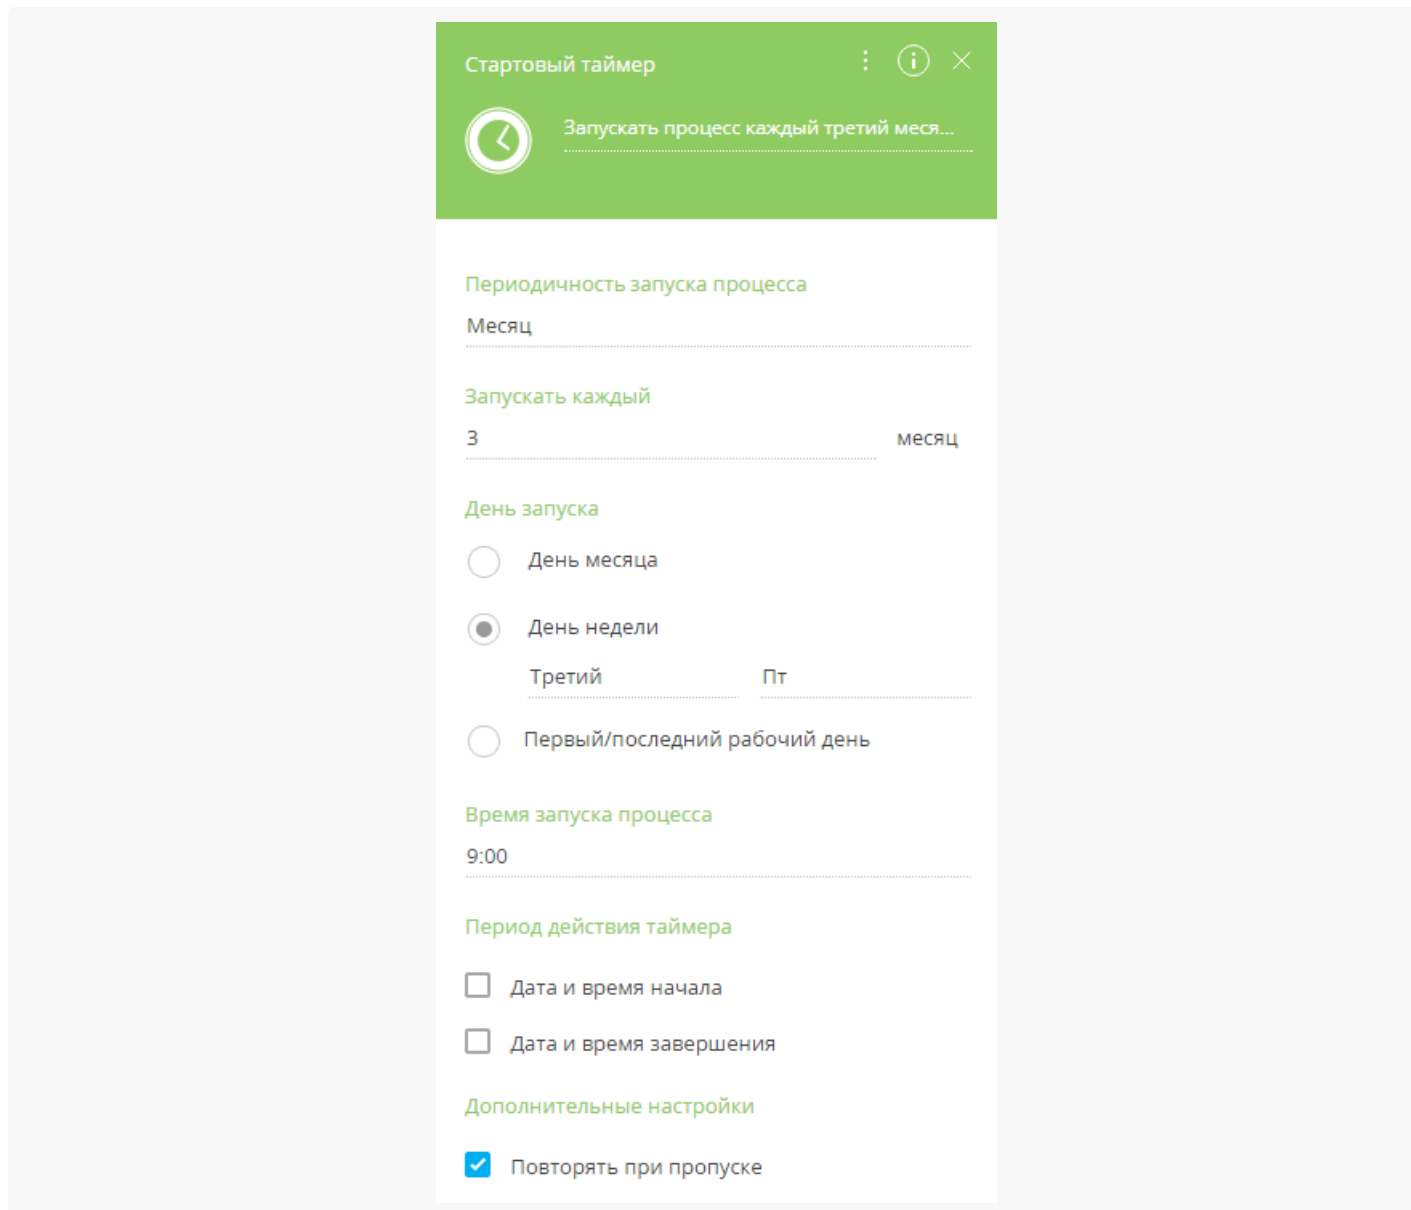 Стартовый таймер
Запускать процесс каждый третий меся...
Периодичность запуска процесса
Месяц
Запускать каждый
3 месяц
День запуска
День месяца
День недели
Третий Пт
Первый/последний рабочий день
Время запуска процесса
9:00
Период действия таймера
Дата и время начала
Дата и время завершения
Дополнительные настройки
Повторять при пропуске